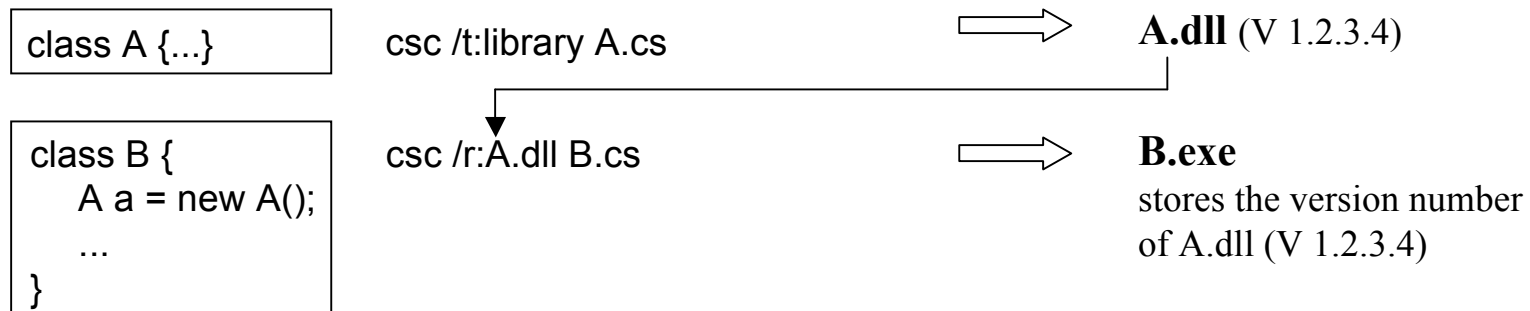 class A {...}
csc /t:library A.cs
A.dll (V 1.2.3.4)
class B {
A a = new A();
...
}
csc /r:A.dll B.cs
B.exe
stores the version number
of A.dll (V 1.2.3.4)